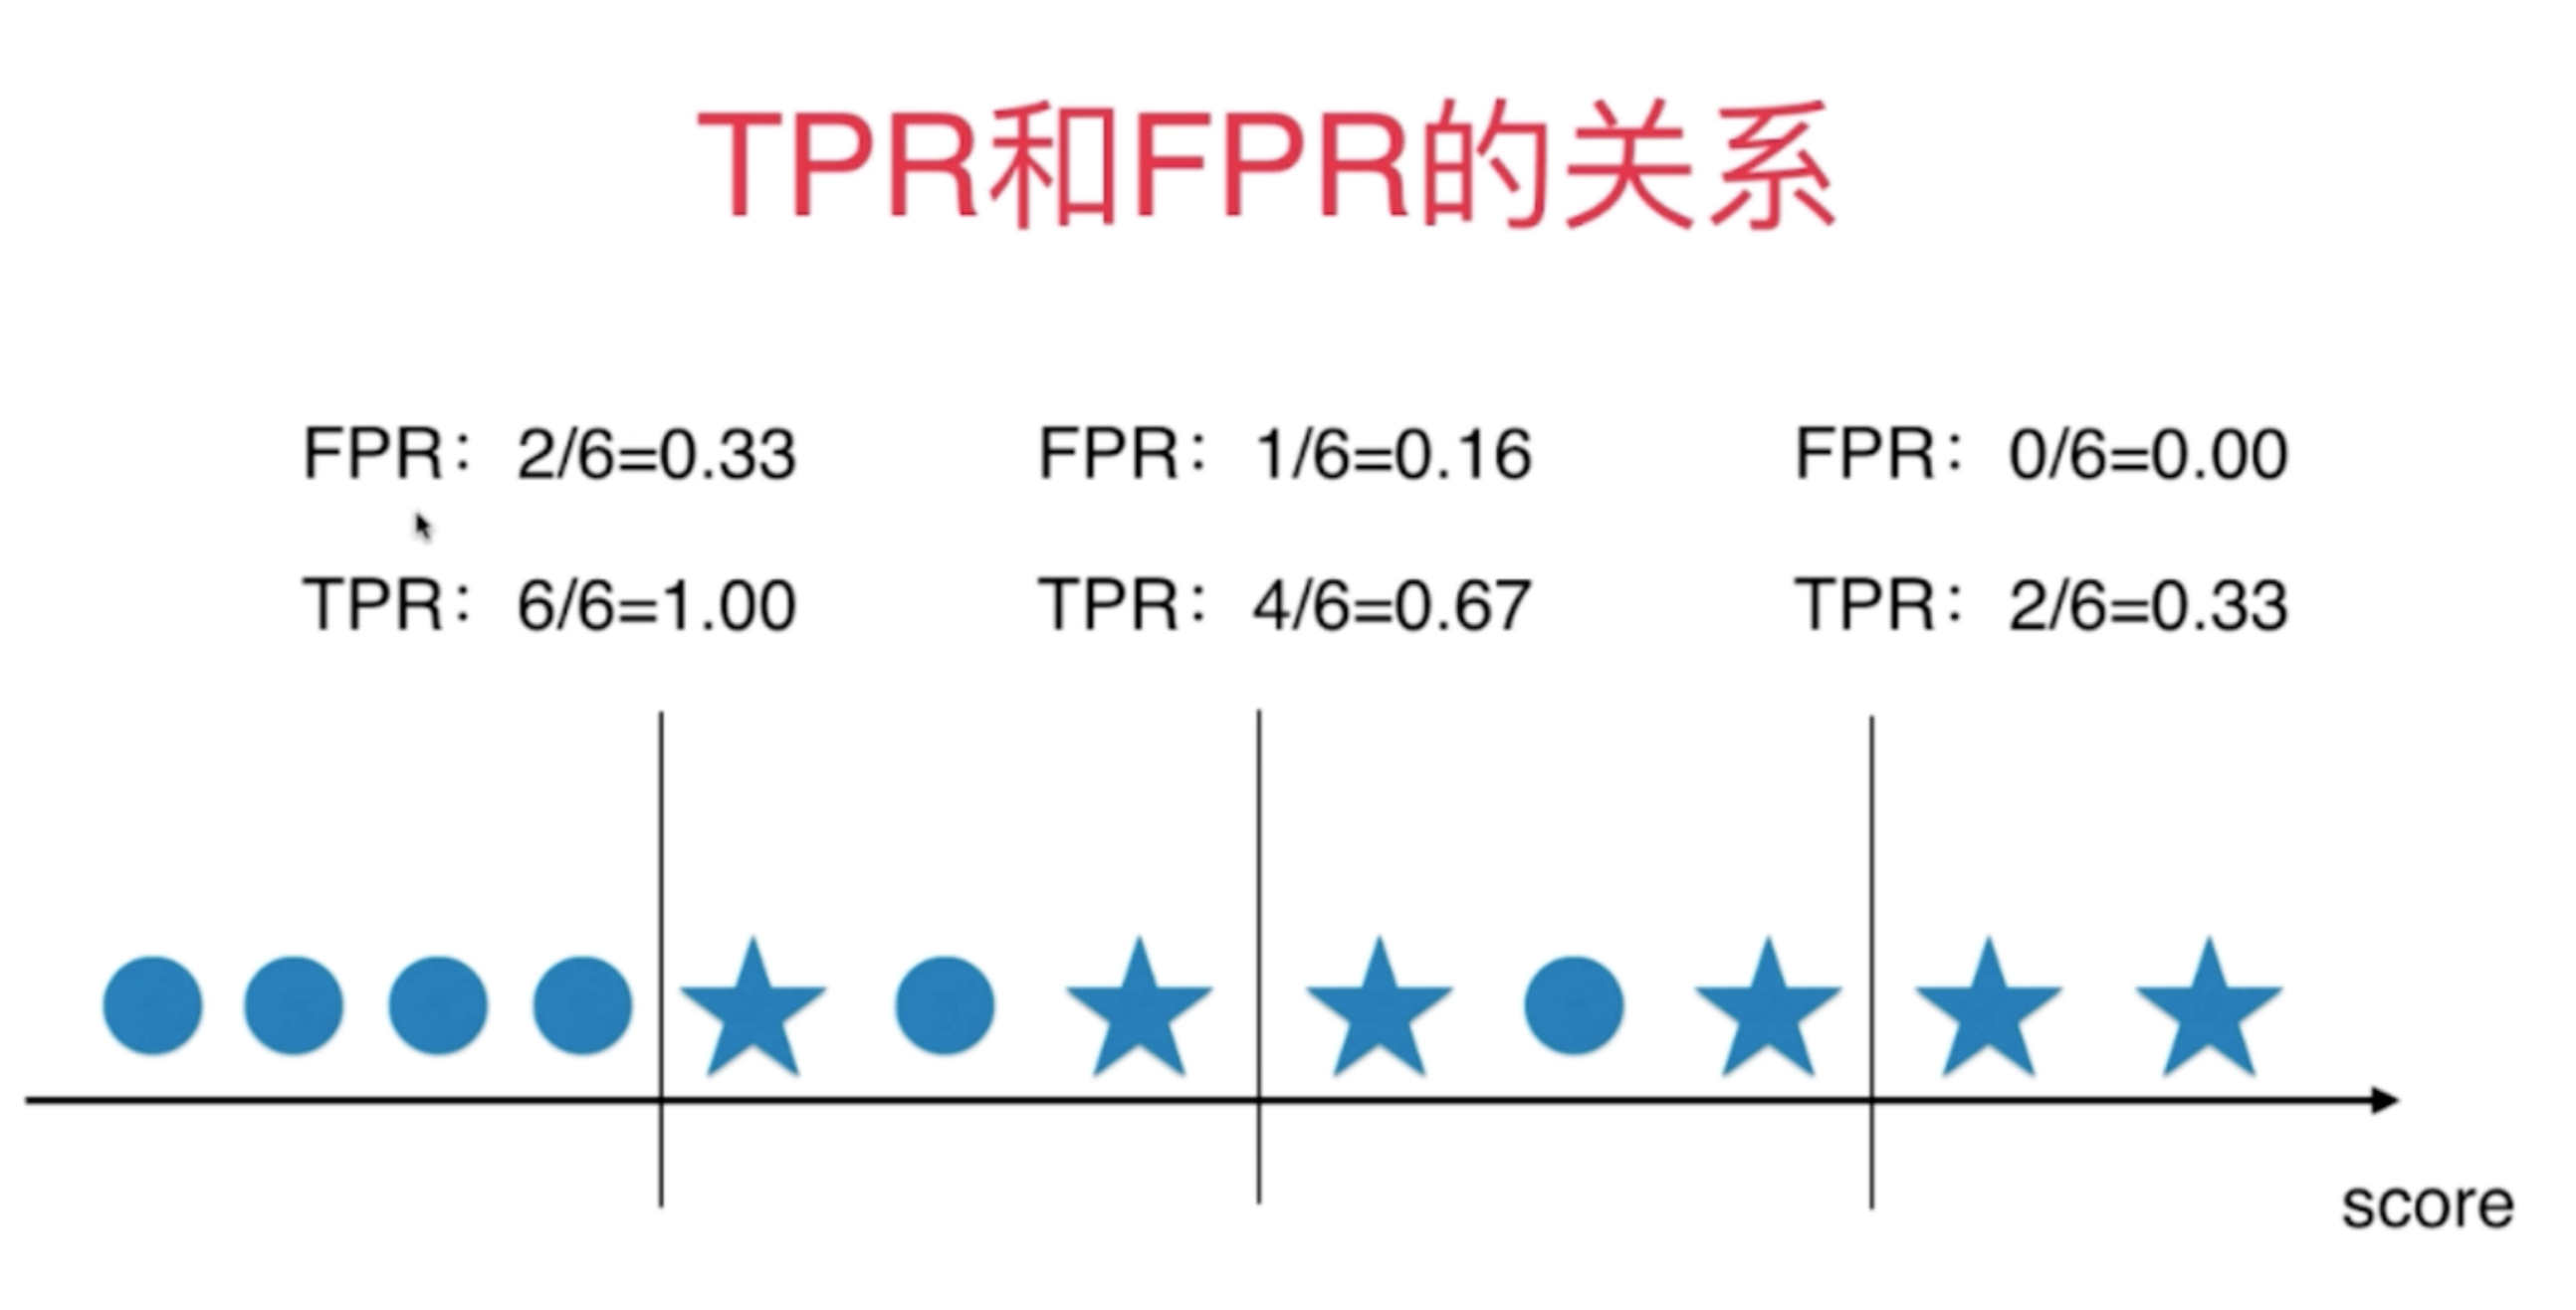 TPR和FPR的关系
FPR：2/6=0.33 FPR：1/6=0.16 FPR：0/6=0.00
TPR：6/6=1.00 TPR：4/6=0.67 TPR：2/6=0.33
score